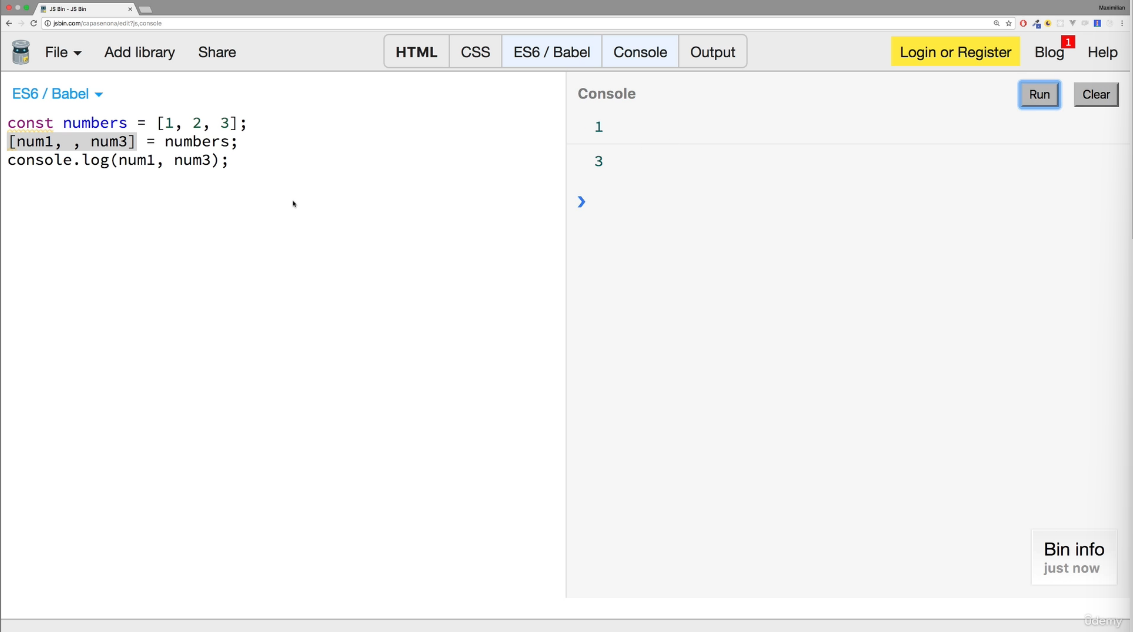 JS Bin - JS Bin
Maximilian
jsbin.com/capasenona/edit?js,console
File
Add library
Share
HTML
CSS
ES6 / Babel
Console
Output
Login or Register
Blog
1
Help
ES6 / Babel
const numbers = [1, 2, 3];
[num1, , num3] = numbers;
console.log(num1, num3);
Console
Run
Clear
1
3
Bin info
just now
ûdemy